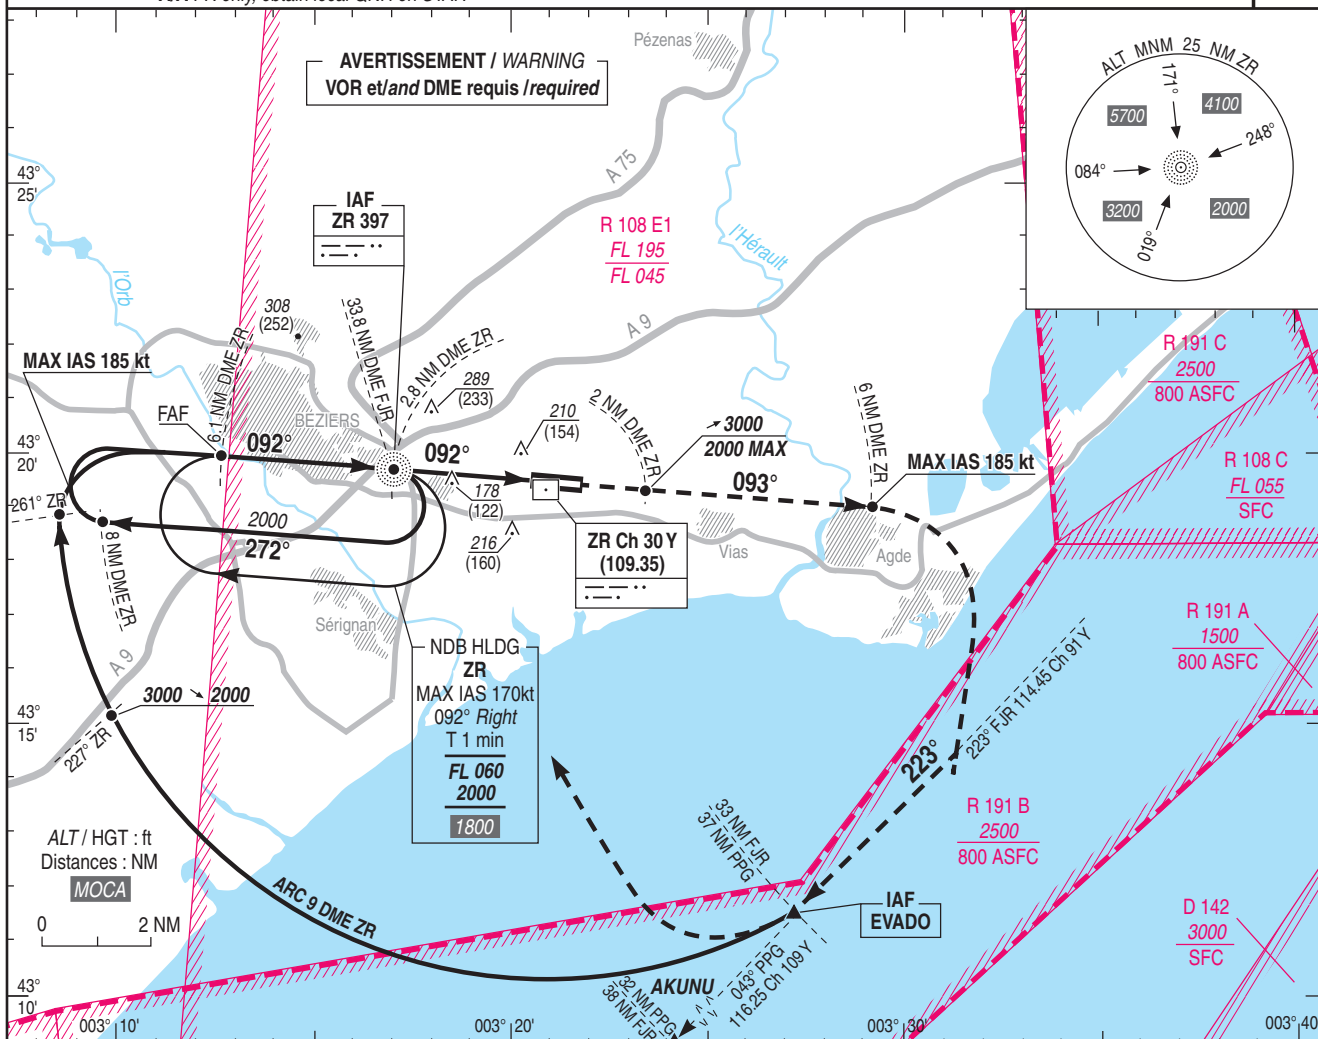 AVERTISSEMENT / WARNING
VOR et/and DME requis /required
Pézenas
ALT MNM 25 NM ZR
171°
5700
4100
248°
084°
3200
2000
019°
43°
25'
A 75
IAF
ZR 397
R 108 E1
FL 195
FL 045
l'Hérault
l'Orb
308
(252)
33.8 NM DME FJR
2.8 NM DME ZR
A 9
6.1 NM DME ZR
MAX IAS 185 kt
289
(233)
R 191 C
2500
800 ASFC
FAF
BÉZIERS
210
(154)
2 NM DME ZR
3000
2000 MAX
6 NM DME ZR
43°
20'
092°
092°
093°
MAX IAS 185 kt
R 108 C
FL 055
SFC
261° ZR
2000
272°
178
(122)
216
(160)
8 NM DME ZR
ZR Ch 30 Y
(109.35)
Vias
Agde
Sérignan
R 191 A
1500
800 ASFC
A 9
NDB HLDG
ZR
MAX IAS 170kt
092° Right
T 1 min
FL 060
2000
1800
3000 2000
43°
15'
227° ZR
223° FJR 114.45 Ch 91 Y
223°
R 191 B
2500
800 ASFC
33 NM FJR
37 NM PPG
ALT / HGT : ft
Distances : NM
MOCA
0 2 NM
ARC 9 DME ZR
IAF
EVADO
D 142
3000
SFC
AKUNU
043° PPG
116.25 Ch 109 Y
32 NM PPG
38 NM FJR
43°
10'
003° 10'
003° 20'
003° 30'
003° 40'